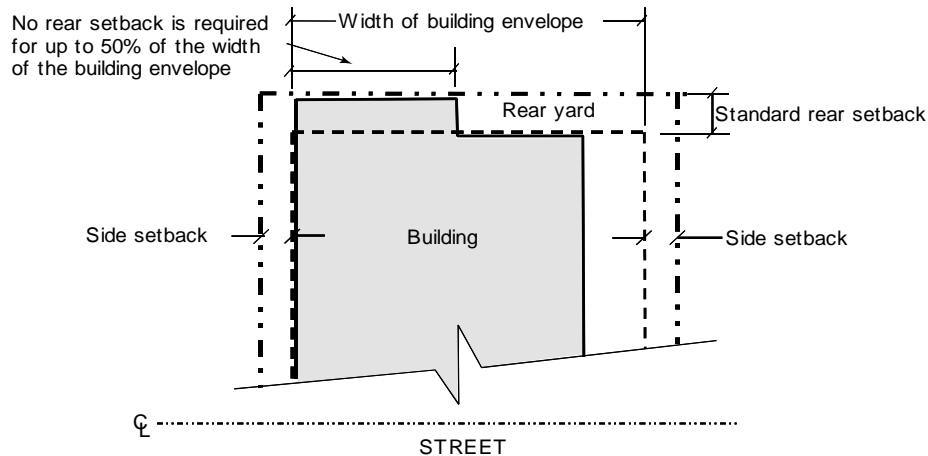 No rear setback is required
for up to 50% of the width
of the building envelope
Width of building envelope
Rear yard
Standard rear setback
Side setback
Building
Side setback
℄
STREET